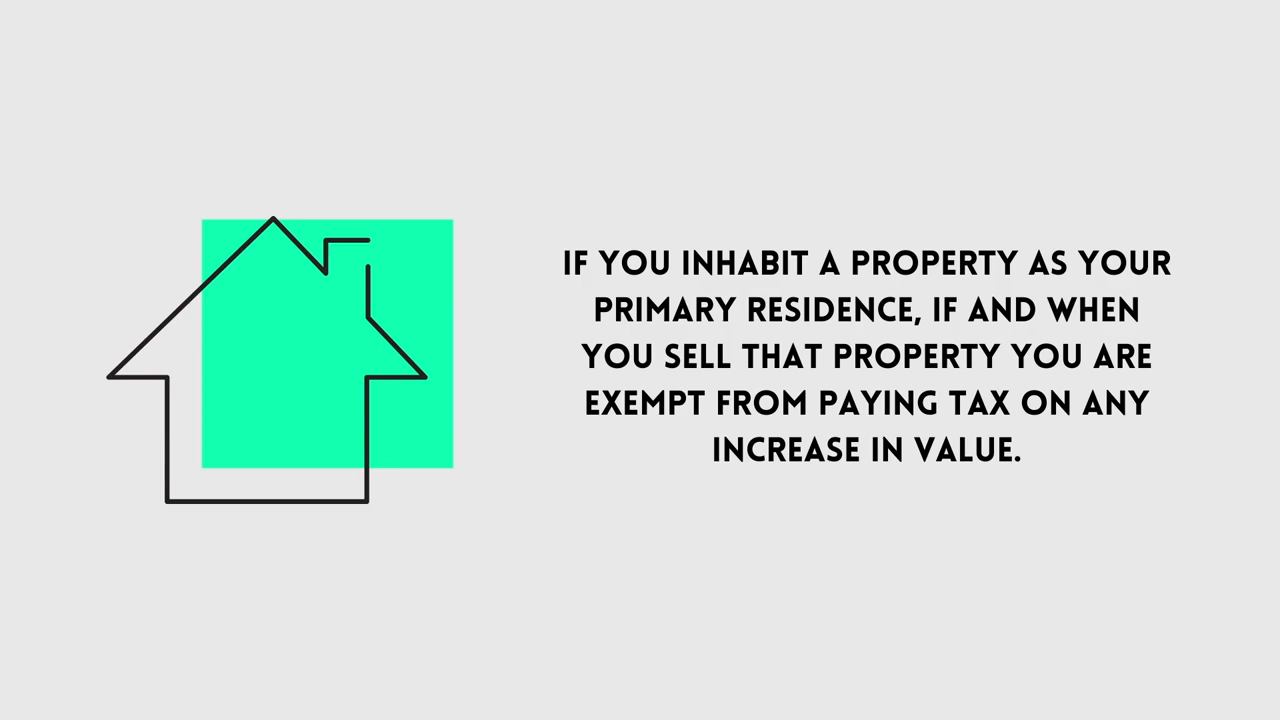 IF YOU INHABIT A PROPERTY AS YOUR
PRIMARY RESIDENCE, IF AND WHEN
YOU SELL THAT PROPERTY YOU ARE
EXEMPT FROM PAYING TAX ON ANY
INCREASE IN VALUE.